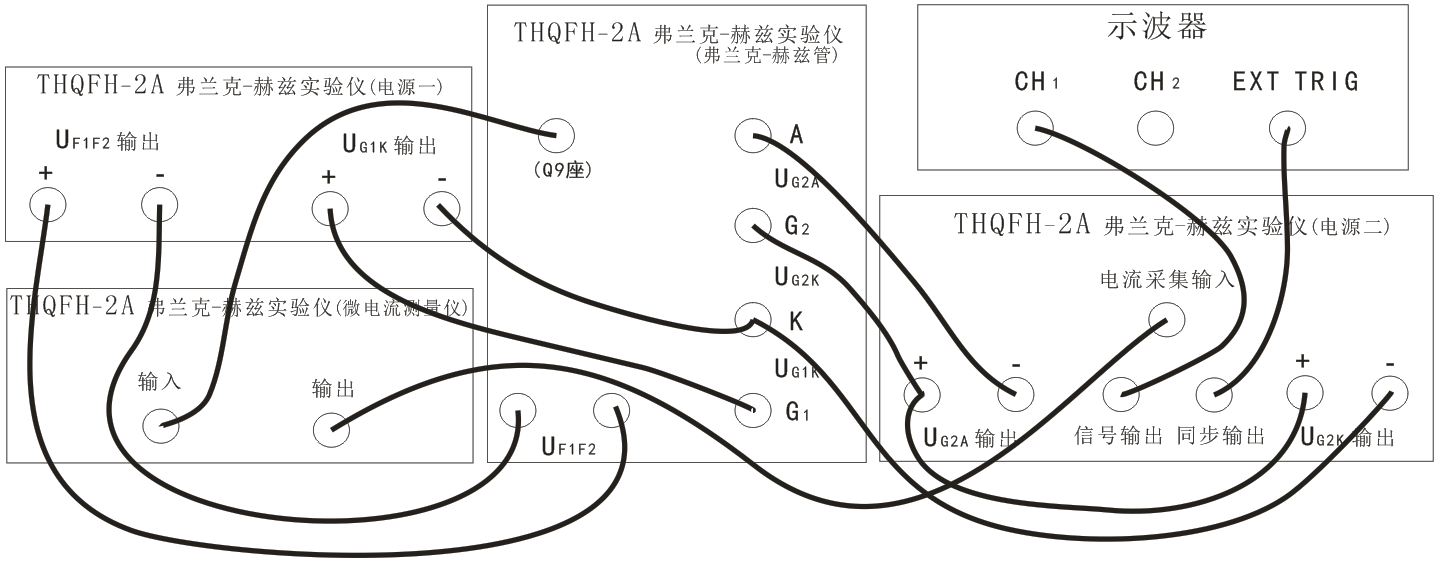 THQFH-2A 弗兰克-赫兹实验仪(电源一)
UF1F2 输出
UG1K 输出
+
-
+
-
THQFH-2A 弗兰克-赫兹实验仪(微电流测量仪)
输入
输出
THQFH-2A 弗兰克-赫兹实验仪
(弗兰克-赫兹管)
(Q9座)
A
UG2A
G2
UG2K
K
UG1K
G1
UF1F2
示波器
CH1
CH2
EXT TRIG
THQFH-2A 弗兰克-赫兹实验仪(电源二)
电流采集输入
+
-
+
-
UG2A 输出
信号输出
同步输出
UG2K 输出